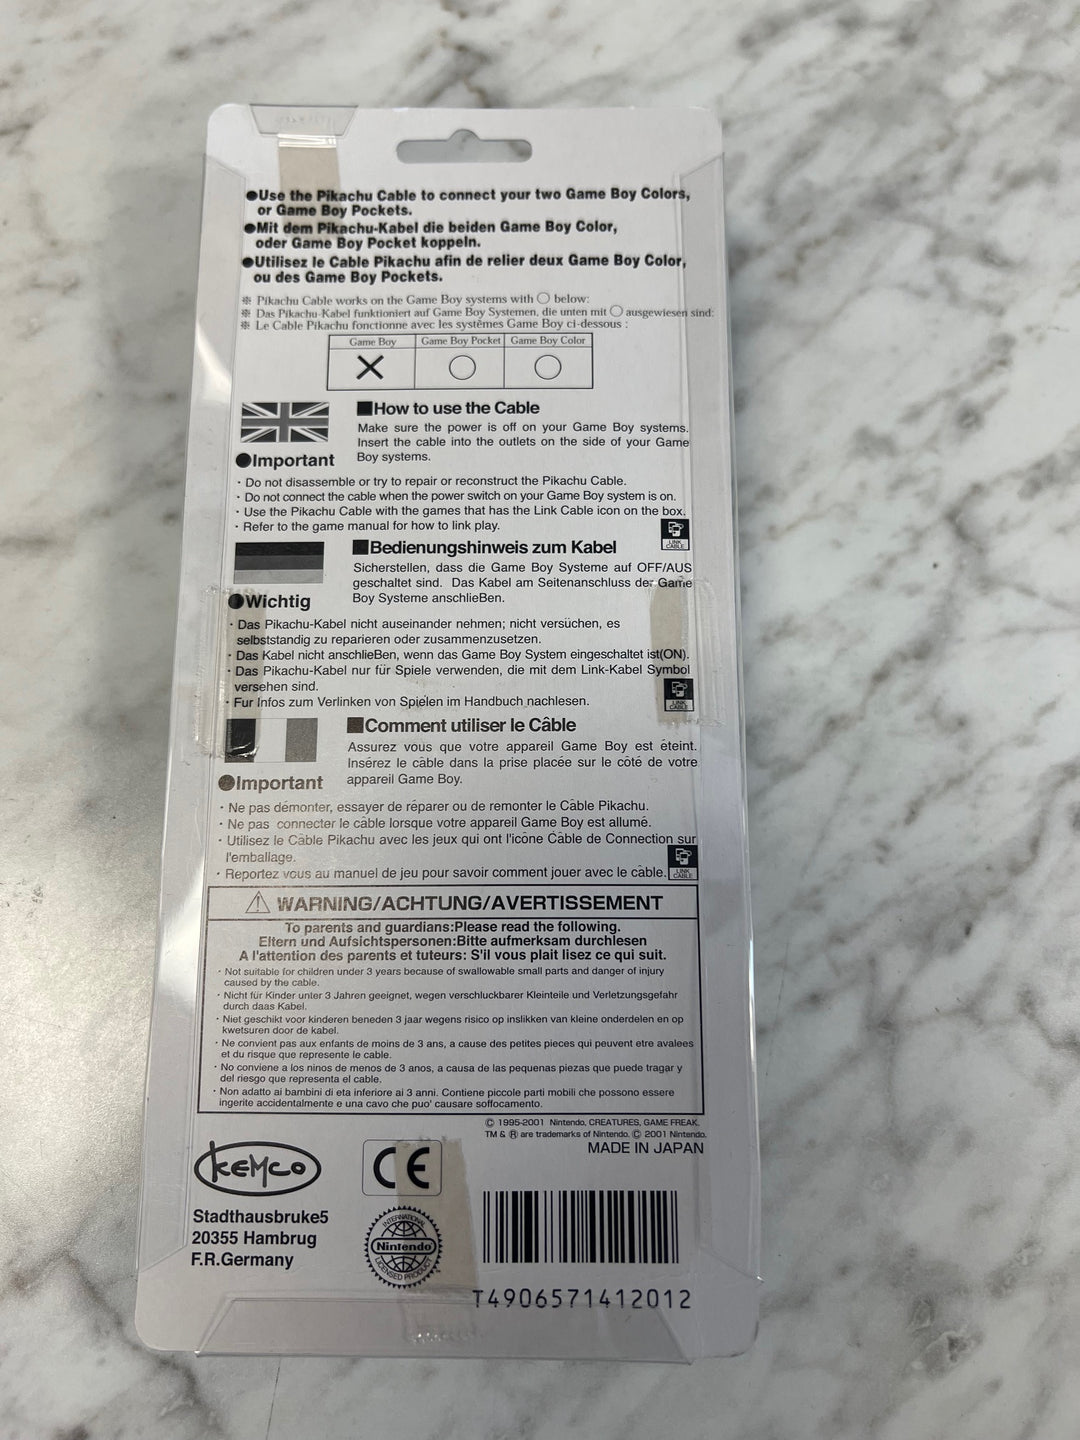 ●Use the Pikachu Cable to connect your two Game Boy Colors,
or Game Boy Pockets.
●Mit dem Pikachu-Kabel die beiden Game Boy Color,
oder Game Boy Pocket koppeln.
●Utilisez le Cable Pikachu afin de relier deux Game Boy Color,
ou des Game Boy Pockets.
※ Pikachu Cable works on the Game Boy systems with ○ below:
※ Das Pikachu-Kabel funktioniert auf Game Boy Systemen, die unten mit ○ ausgewiesen sind:
※ Le Cable Pikachu fonctionne avec les systèmes Game Boy ci-dessous :
Game Boy Game Boy Pocket Game Boy Color
X ○ ○
■How to use the Cable
Make sure the power is off on your Game Boy systems.
Insert the cable into the outlets on the side of your Game
Boy systems.
●Important
· Do not disassemble or try to repair or reconstruct the Pikachu Cable.
· Do not connect the cable when the power switch on your Game Boy system is on.
· Use the Pikachu Cable with the games that has the Link Cable icon on the box.
· Refer to the game manual for how to link play.
LINK
CABLE
■Bedienungshinweis zum Kabel
Sicherstellen, dass die Game Boy Systeme auf OFF/AUS
geschaltet sind. Das Kabel am Seitenanschluss der Game
Boy Systeme anschlieBen.
●Wichtig
· Das Pikachu-Kabel nicht auseinander nehmen; nicht versüchen, es
selbststandig zu reparieren oder zusammenzusetzen.
· Das Kabel nicht anschlieBen, wenn das Game Boy System eingeschaltet ist(ON).
· Das Pikachu-Kabel nur für Spiele verwenden, die mit dem Link-Kabel Symbol
versehen sind.
· Fur Infos zum Verlinken von Spielen im Handbuch nachlesen.
LINK
CABLE
■Comment utiliser le Câble
Assurez vous que votre appareil Game Boy est éteint.
Insérez le câble dans la prise placée sur le côté de votre
appareil Game Boy.
●Important
· Ne pas démonter, essayer de réparer ou de remonter le Câble Pikachu.
· Ne pas connecter le câble lorsque votre appareil Game Boy est allumé.
· Utilisez le Câble Pikachu avec les jeux qui ont l'icône Câble de Connection sur
l'emballage.
· Reportez vous au manuel de jeu pour savoir comment jouer avec le câble.
LINK
CABLE
⚠ WARNING/ACHTUNG/AVERTISSEMENT
To parents and guardians:Please read the following.
Eltern und Aufsichtspersonen:Bitte aufmerksam durchlesen
A l'attention des parents et tuteurs: S'il vous plait lisez ce qui suit.
· Not suitable for children under 3 years because of swallowable small parts and danger of injury
caused by the cable.
· Nicht für Kinder unter 3 Jahren geeignet, wegen verschluckbarer Kleinteile und Verletzungsgefahr
durch daas Kabel.
· Niet geschikt voor kinderen beneden 3 jaar wegens risico op inslikken van kleine onderdelen en op
kwetsuren door de kabel.
· Ne convient pas aux enfants de moins de 3 ans, a cause des petites pieces qui peuvent etre avalees
et du risque que represente le cable.
· No conviene a los ninos de menos de 3 anos, a causa de las pequenas piezas que puede tragar y
del riesgo que representa el cable.
· Non adatto ai bambini di eta inferiore ai 3 anni. Contiene piccole parti mobili che possono essere
ingerite accidentalmente e una cavo che puo' causare soffocamento.
© 1995-2001 Nintendo, CREATURES, GAME FREAK.
TM & ® are trademarks of Nintendo. © 2001 Nintendo.
MADE IN JAPAN
KEMCO
CE
Stadthausbruke5
20355 Hambrug
F.R.Germany
INTERNATIONAL
Nintendo
LICENSED PRODUCT
T4906571412012